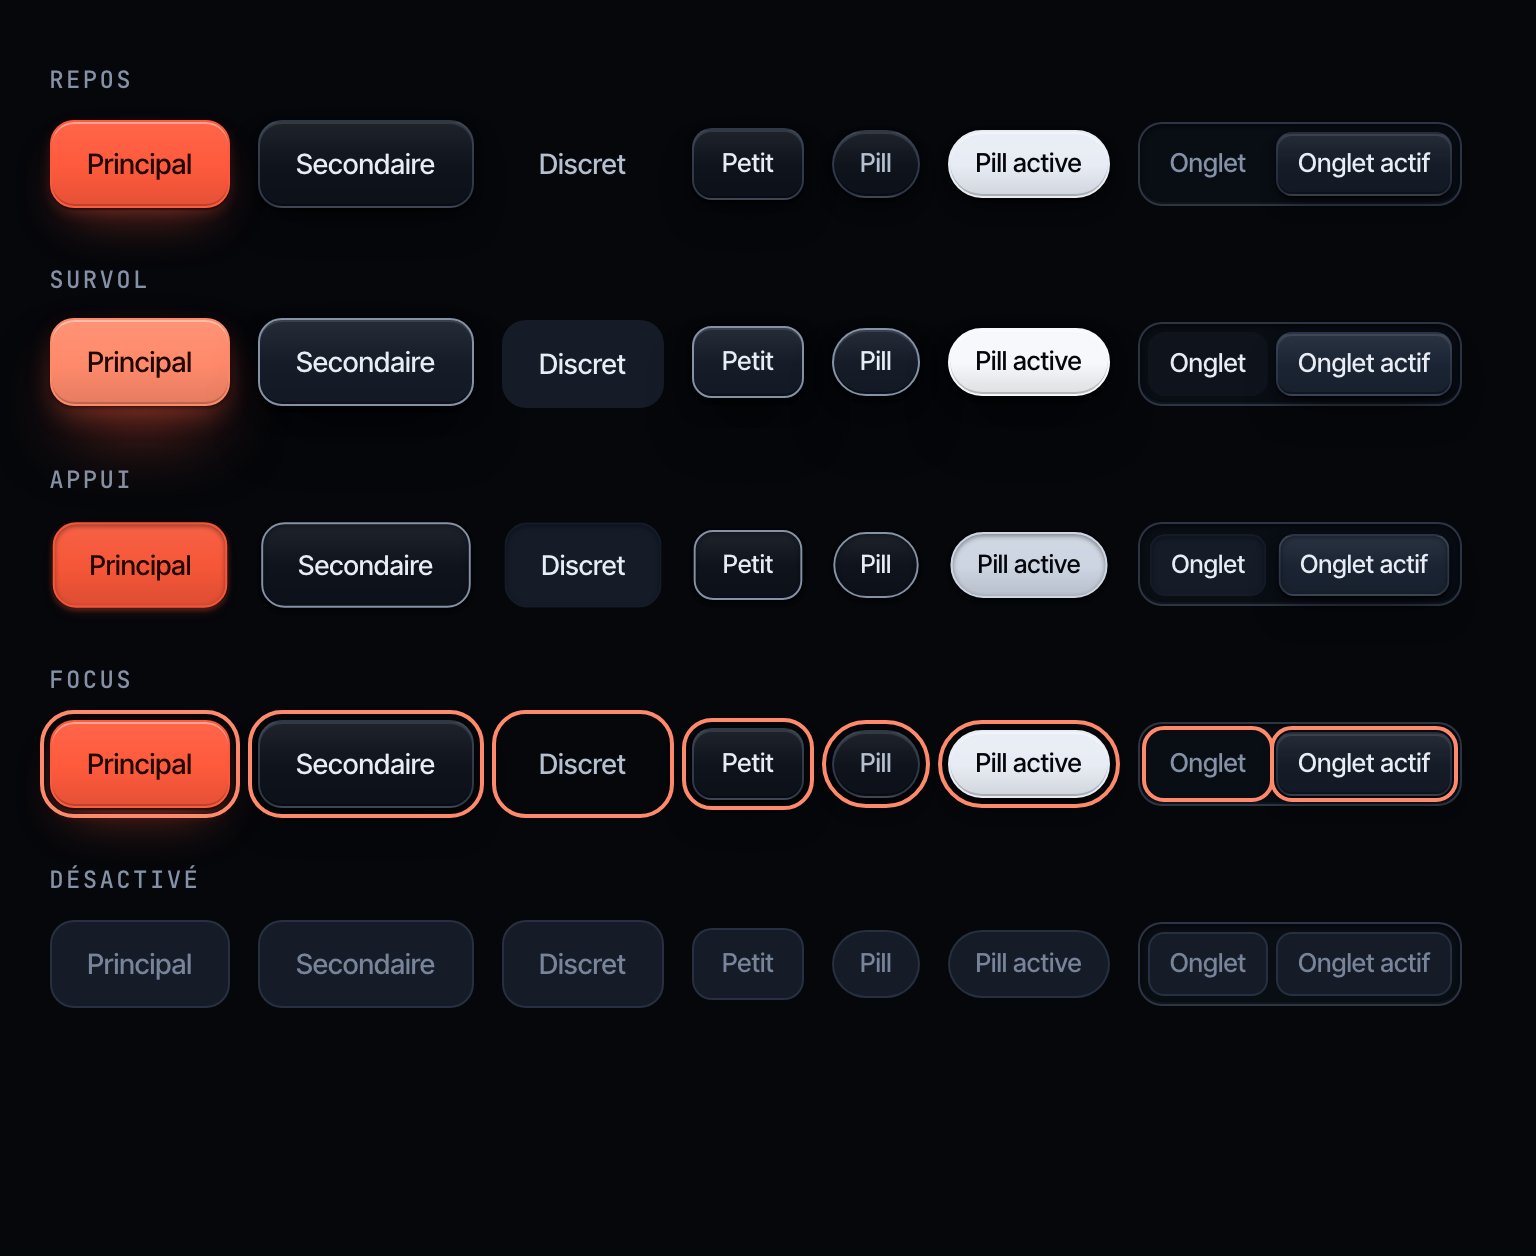 REPOS
Principal Secondaire Discret Petit Pill Pill active Onglet Onglet actif
SURVOL
Principal Secondaire Discret Petit Pill Pill active Onglet Onglet actif
APPUI
Principal Secondaire Discret Petit Pill Pill active Onglet Onglet actif
FOCUS
Principal Secondaire Discret Petit Pill Pill active Onglet Onglet actif
DÉSACTIVÉ
Principal Secondaire Discret Petit Pill Pill active Onglet Onglet actif